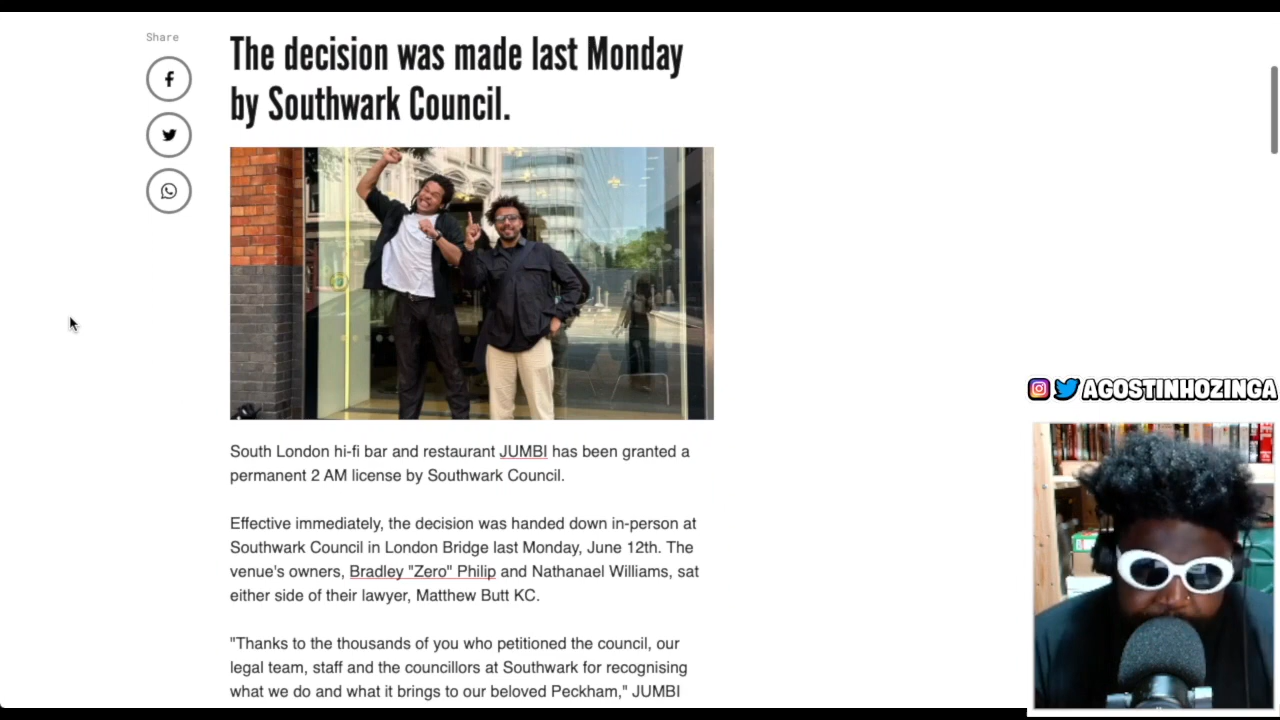 Share
The decision was made last Monday
by Southwark Council.
South London hi-fi bar and restaurant JUMBI has been granted a
permanent 2 AM license by Southwark Council.
Effective immediately, the decision was handed down in-person at
Southwark Council in London Bridge last Monday, June 12th. The
venue's owners, Bradley "Zero" Philip and Nathanael Williams, sat
either side of their lawyer, Matthew Butt KC.
"Thanks to the thousands of you who petitioned the council, our
legal team, staff and the councillors at Southwark for recognising
what we do and what it brings to our beloved Peckham," JUMBI
AGOSTINHOZINGA